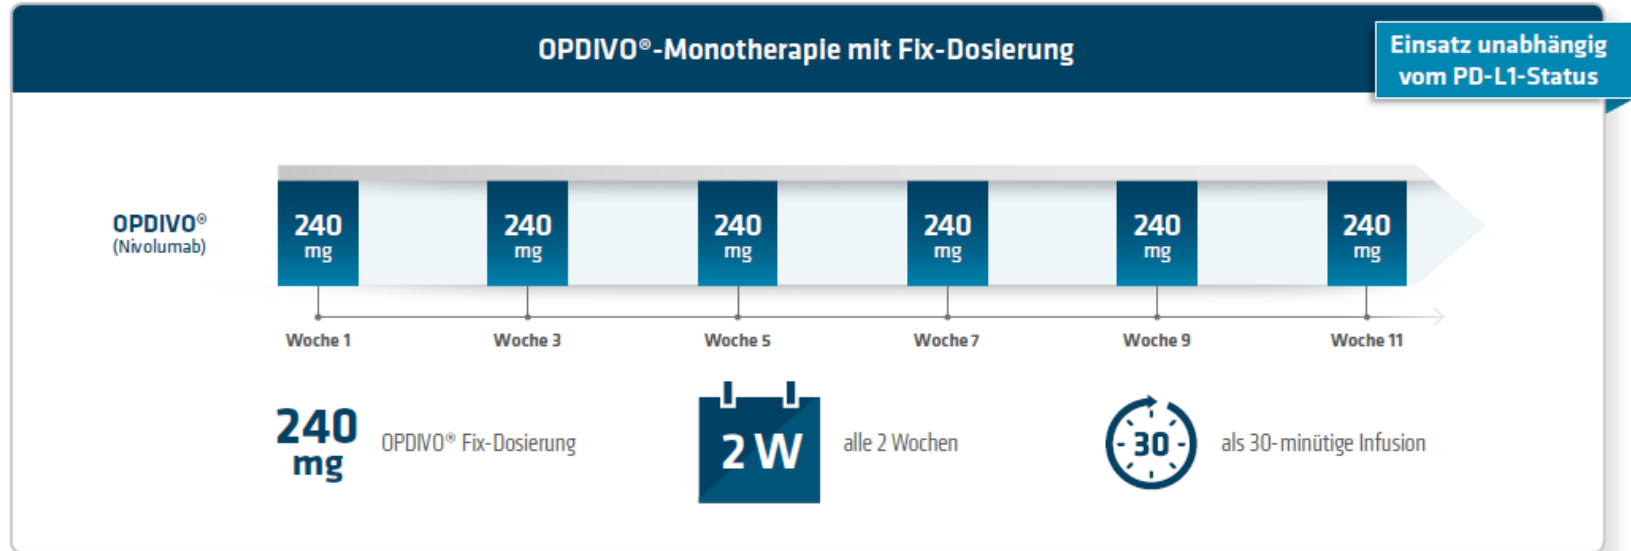 OPDIVO®-Monotherapie mit Fix-Dosierung
Einsatz unabhängig
vom PD-L1-Status
OPDIVO®
(Nivolumab)
240 mg
240 mg
240 mg
240 mg
240 mg
240 mg
Woche 1
Woche 3
Woche 5
Woche 7
Woche 9
Woche 11
240 mg
OPDIVO® Fix-Dosierung
2 W
alle 2 Wochen
30
als 30-minütige Infusion